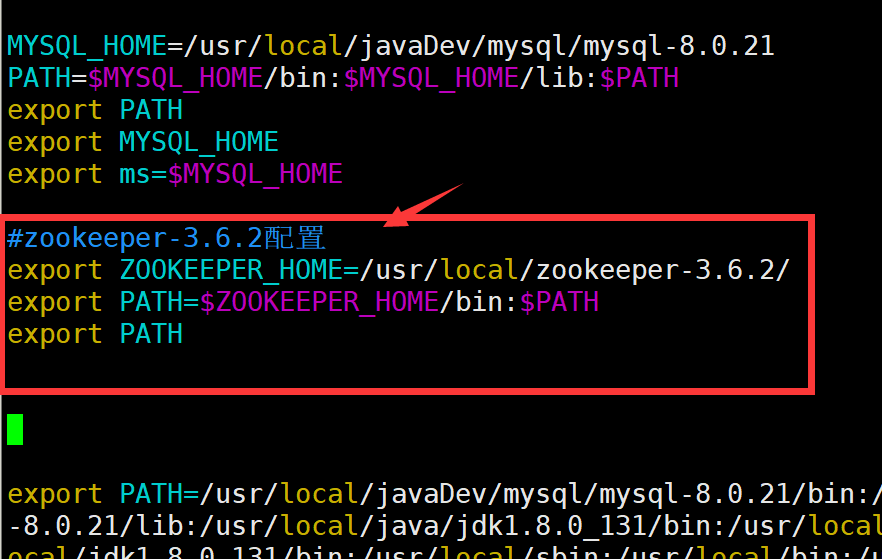 MYSQL_HOME=/usr/local/javaDev/mysql/mysql-8.0.21
PATH=$MYSQL_HOME/bin:$MYSQL_HOME/lib:$PATH
export PATH
export MYSQL_HOME
export ms=$MYSQL_HOME
#zookeeper-3.6.2配置
export ZOOKEEPER_HOME=/usr/local/zookeeper-3.6.2/
export PATH=$ZOOKEEPER_HOME/bin:$PATH
export PATH
export PATH=/usr/local/javaDev/mysql/mysql-8.0.21/bin:/
-8.0.21/lib:/usr/local/java/jdk1.8.0_131/bin:/usr/local
ocal/jdk1.8.0_131/bin:/usr/local/sbin:/usr/local/bin:/